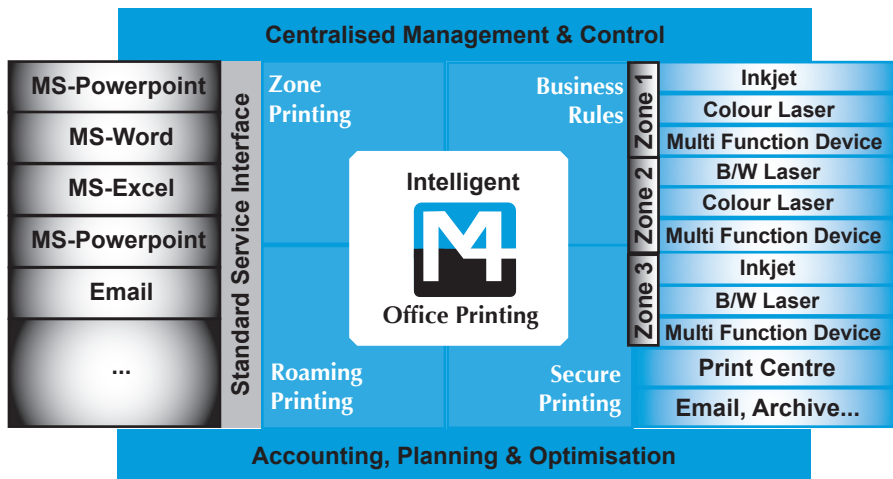 Centralised Management & Control
MS-Powerpoint
MS-Word
MS-Excel
MS-Powerpoint
Email
...
Standard Service Interface
Zone
Printing
Business
Rules
Intelligent
M4
Office Printing
Roaming
Printing
Secure
Printing
Zone 1
Inkjet
Colour Laser
Multi Function Device
Zone 2
B/W Laser
Colour Laser
Multi Function Device
Zone 3
Inkjet
B/W Laser
Multi Function Device
Print Centre
Email, Archive...
Accounting, Planning & Optimisation